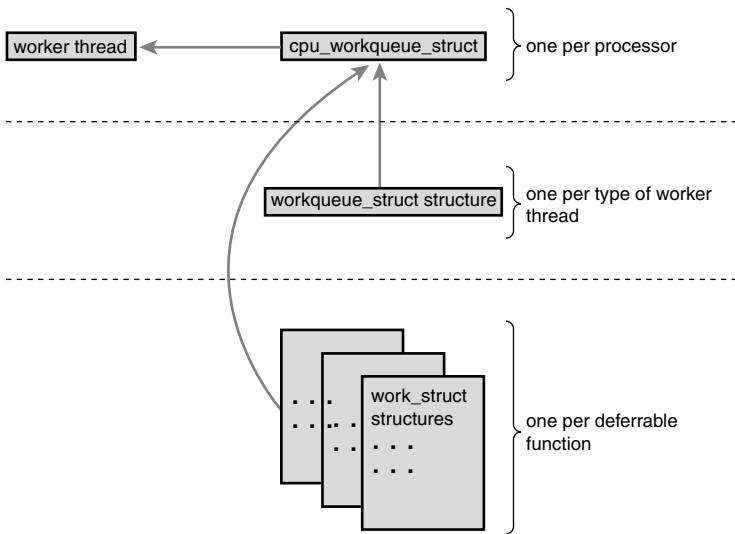 worker thread
cpu_workqueue_struct
one per processor
workqueue_struct structure
one per type of worker
thread
work_struct
structures
. . .
. . .
one per deferrable
function